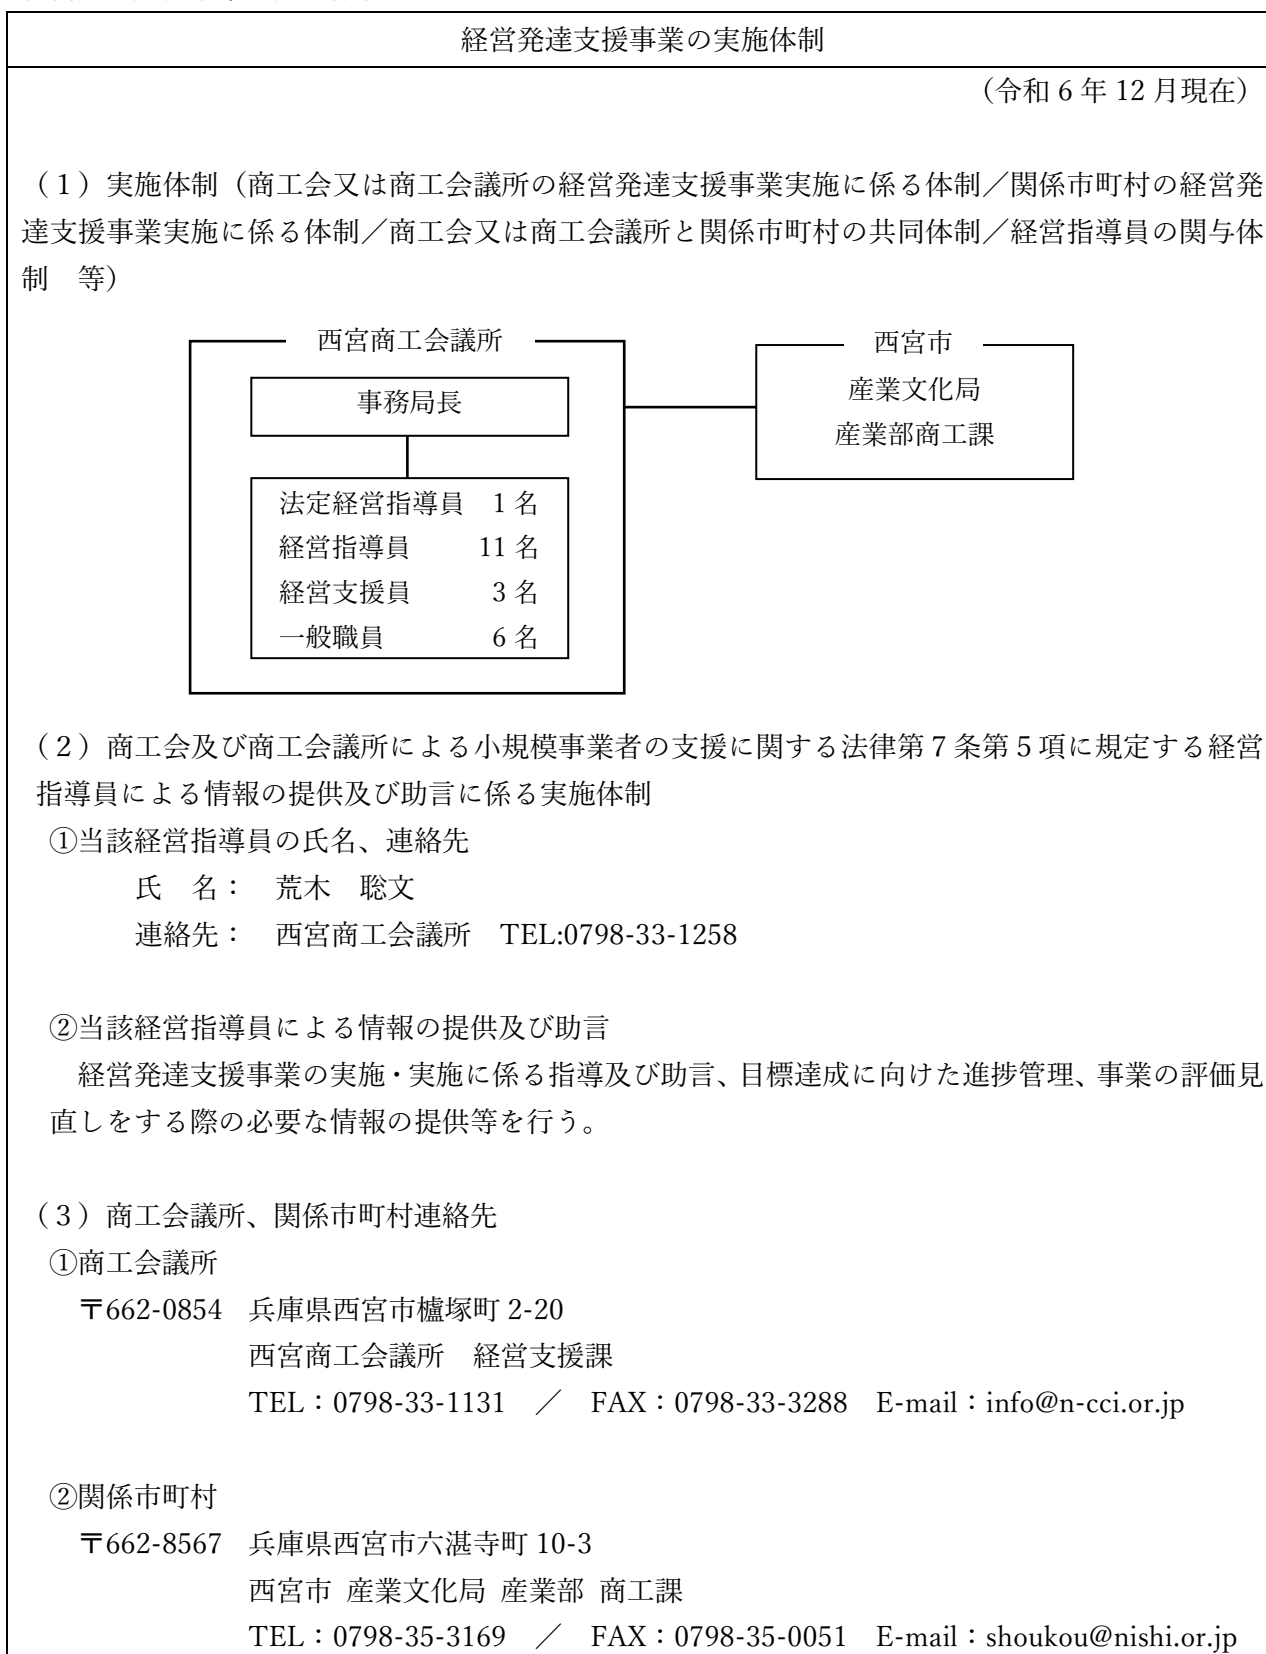 経営発達支援事業の実施体制
（令和６年12月現在）
（１）実施体制（商工会又は商工会議所の経営発達支援事業実施に係る体制／関係市町村の経営発
達支援事業実施に係る体制／商工会又は商工会議所と関係市町村の共同体制／経営指導員の関与体
制　等）
西宮商工会議所
事務局長
法定経営指導員　1名
経営指導員　11名
経営支援員　3名
一般職員　6名
西宮市
産業文化局
産業部商工課
（２）商工会及び商工会議所による小規模事業者の支援に関する法律第７条第５項に規定する経営
指導員による情報の提供及び助言に係る実施体制
①当該経営指導員の氏名、連絡先
氏　名：　荒木　聡文
連絡先：　西宮商工会議所　TEL:0798-33-1258
②当該経営指導員による情報の提供及び助言
経営発達支援事業の実施・実施に係る指導及び助言、目標達成に向けた進捗管理、事業の評価見
直しをする際の必要な情報の提供等を行う。
（３）商工会議所、関係市町村連絡先
①商工会議所
〒662-0854　兵庫県西宮市櫨塚町2-20
西宮商工会議所　経営支援課
TEL：0798-33-1131　／　FAX：0798-33-3288　E-mail：info@n-cci.or.jp
②関係市町村
〒662-8567　兵庫県西宮市六湛寺町10-3
西宮市 産業文化局 産業部 商工課
TEL：0798-35-3169　／　FAX：0798-35-0051　E-mail：shoukou@nishi.or.jp